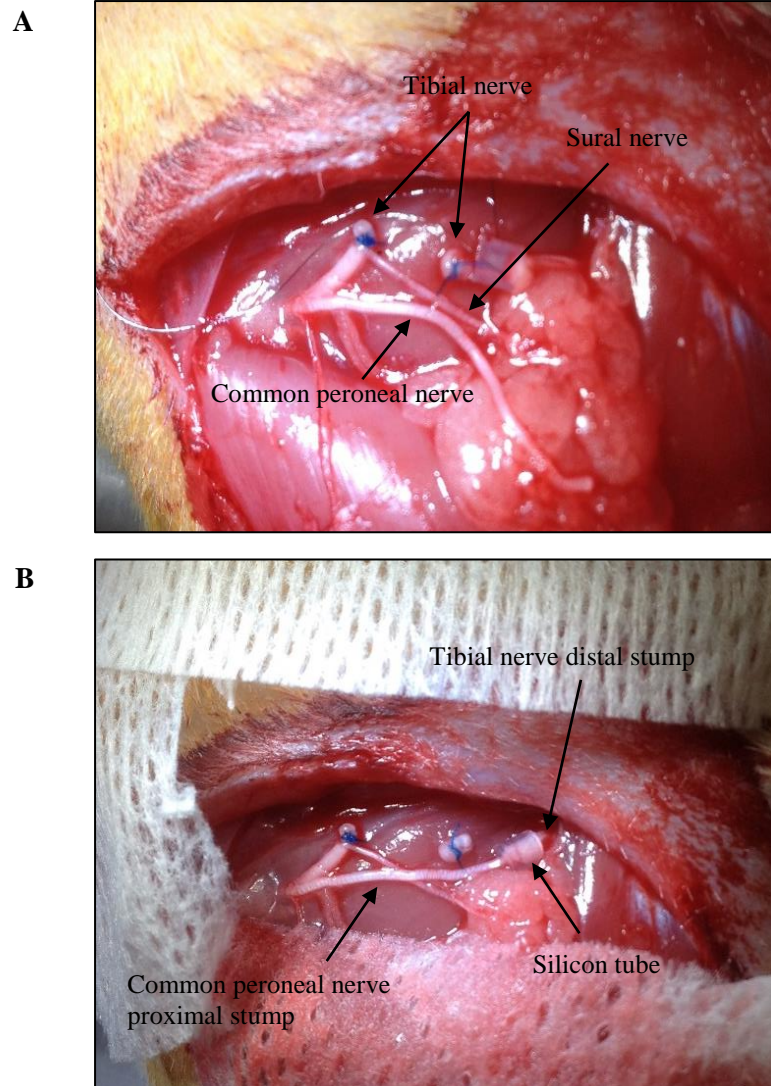 A
Tibial nerve
Sural nerve
Common peroneal nerve
B
Tibial nerve distal stump
Silicon tube
Common peroneal nerve
proximal stump